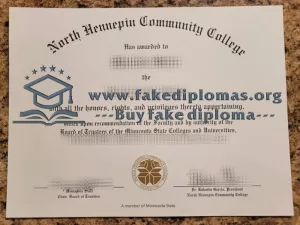 North Hennepin Community College
Has awarded to
the
www.fakediplomas.org
all the honors, rights, and privileges thereto appertaining,
---Buy fake diploma---
upon recommendation of the Faculty and by authority of the
Board of Trustees of the Minnesota State Colleges and Universities,
Chair, Board of Trustees
President
North Hennepin Community College
A member of Minnesota State